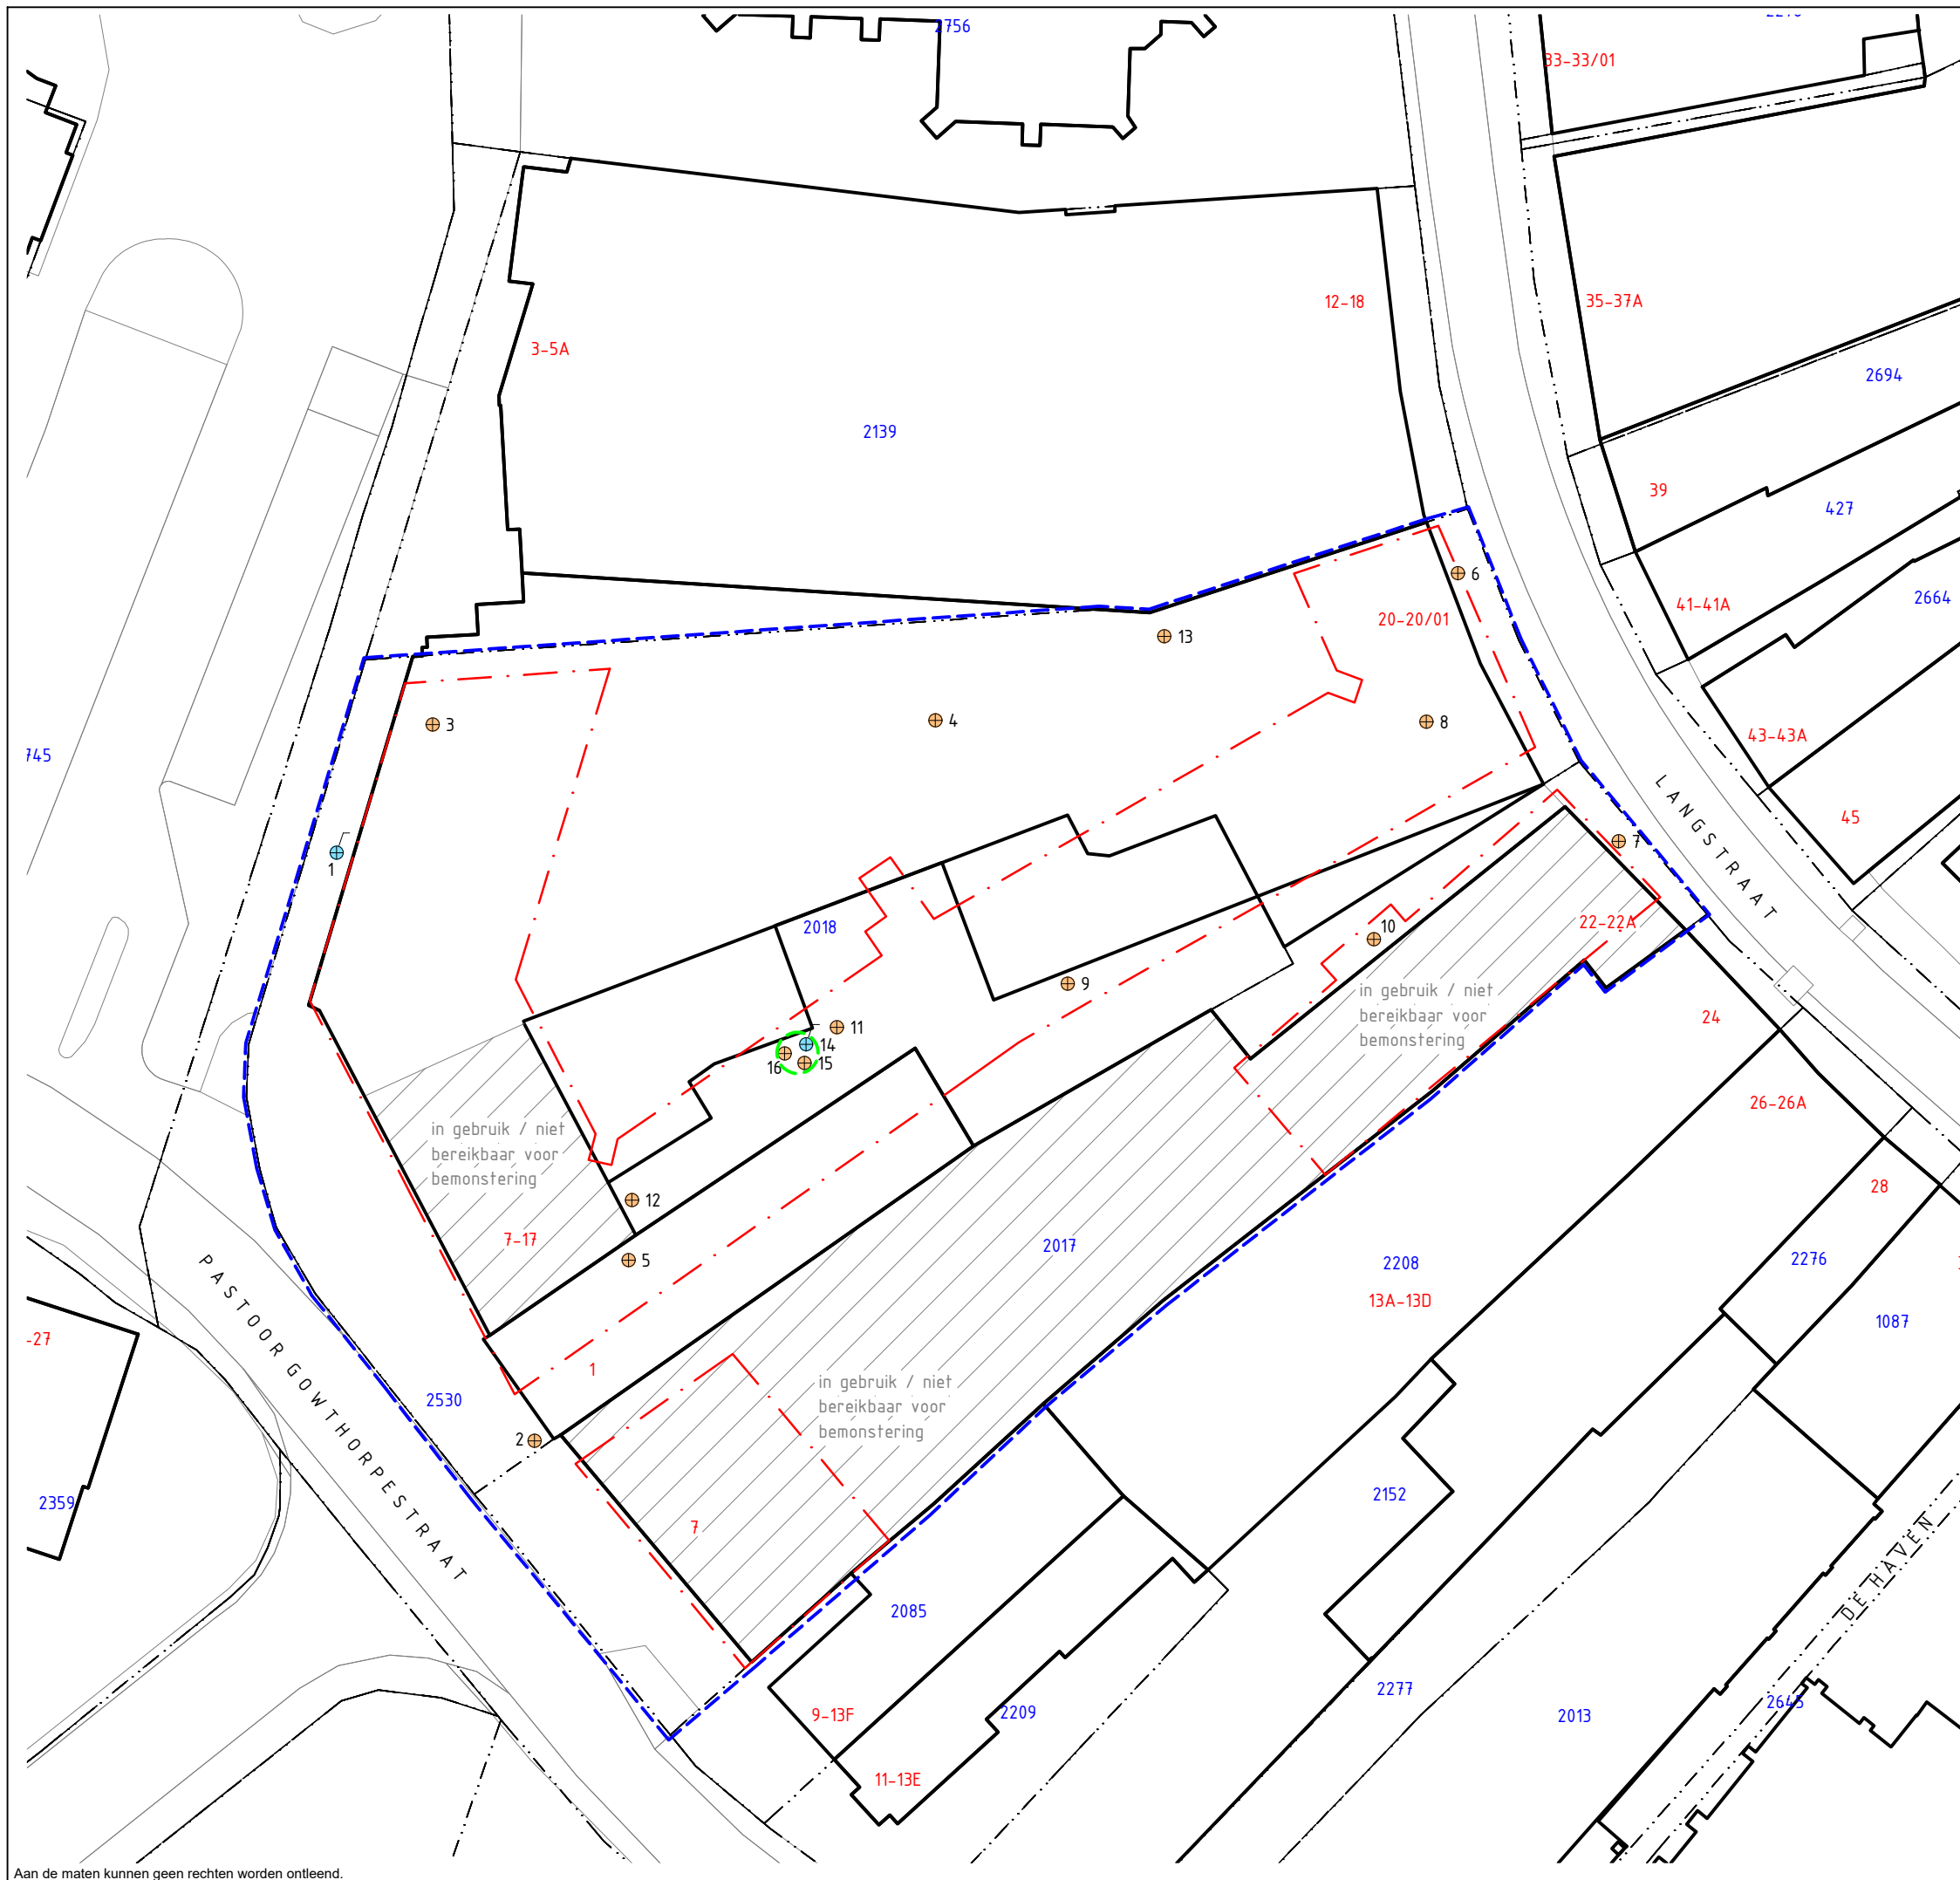 2756
33-33/01
12-18
35-37A
3-5A
2694
2139
39
427
41-41A
2664
6
20-20/01
13
3
4
8
43-43A
745
LANGSTRAAT
45
1
7
2018
22-22A
10
9
in gebruik / niet
bereikbaar voor
bemonstering
24
11
14
16
15
26-26A
in gebruik / niet
bereikbaar voor
bemonstering
28
12
7-17
5
2017
2208
2276
13A-13D
1087
PASTOOR GOWTHORPESTRAAT
-27
1
in gebruik / niet
bereikbaar voor
bemonstering
2530
2
2359
2152
7
DE HAVEN
2085
2277
9-13F
2209
2013
2645
11-13E
Aan de maten kunnen geen rechten worden ontleend.